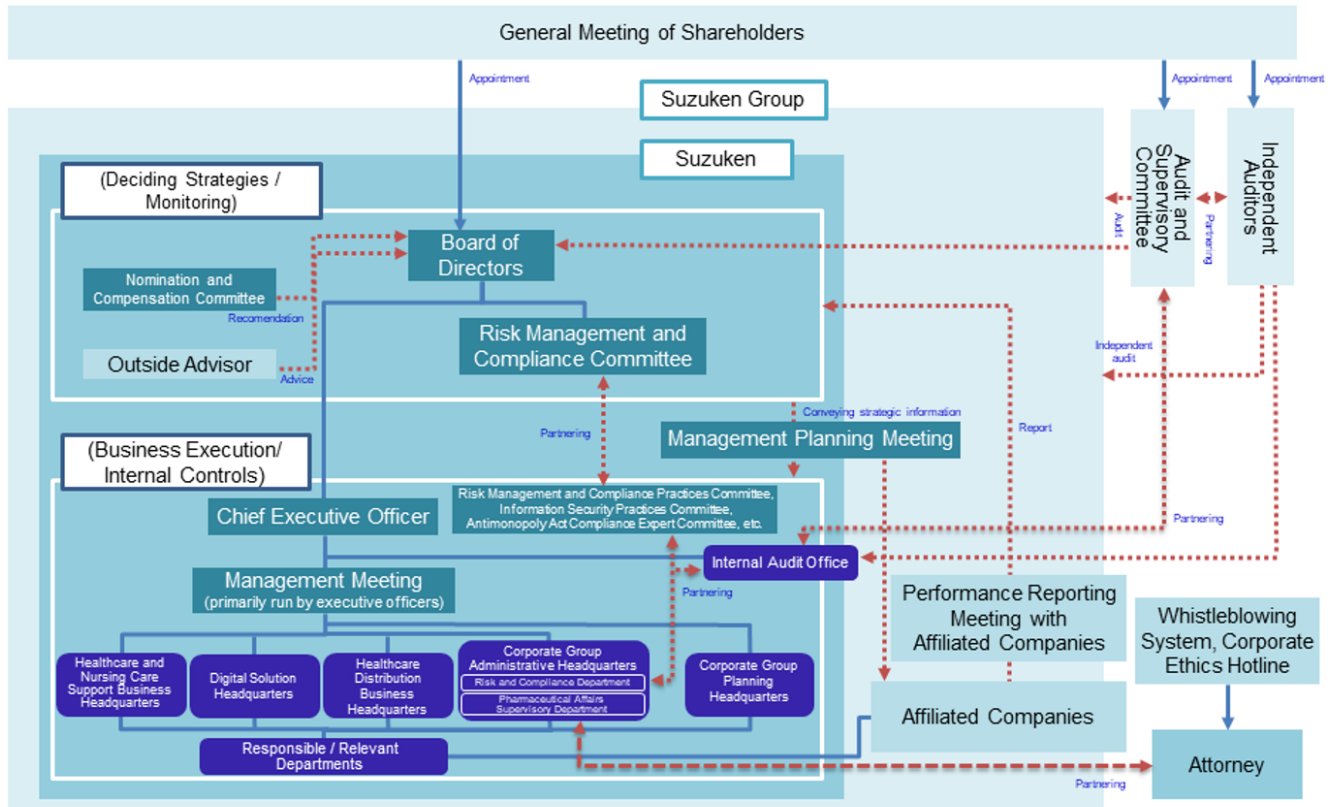 General Meeting of Shareholders
Appointment
Appointment
Appointment
Suzuken Group
Suzuken
(Deciding Strategies /
Monitoring)
Board of
Directors
Audit and
Supervisory
Committee
Independent
Auditors
Audit
Partnering
Nomination and
Compensation Committee
Recomendation
Risk Management and
Compliance Committee
Outside Advisor
Advice
Independent
audit
Conveying strategic information
Partnering
Management Planning Meeting
Report
(Business Execution/
Internal Controls)
Risk Management and Compliance Practices Committee,
Information Security Practices Committee,
Antimonopoly Act Compliance Expert Committee, etc.
Chief Executive Officer
Partnering
Internal Audit Office
Management Meeting
(primarily run by executive officers)
Partnering
Performance Reporting
Meeting with
Affiliated Companies
Whistleblowing
System, Corporate
Ethics Hotline
Healthcare and
Nursing Care
Support Business
Headquarters
Digital Solution
Headquarters
Healthcare
Distribution
Business
Headquarters
Corporate Group
Administrative Headquarters
Risk and Compliance Department
Pharmaceutical Affairs
Supervisory Department
Corporate Group
Planning
Headquarters
Affiliated Companies
Responsible / Relevant
Departments
Attorney
Partnering